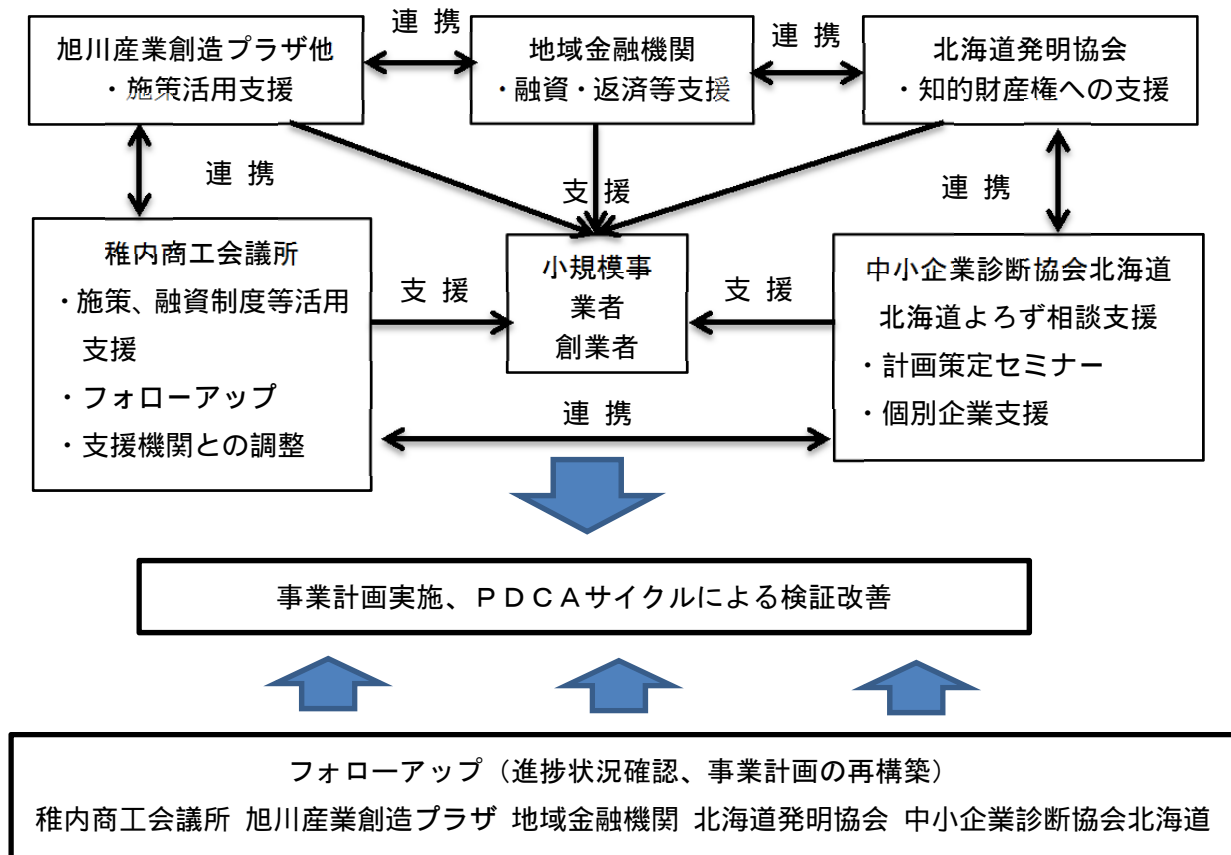 連 携
連 携
旭川産業創造プラザ他
・施策活用支援
地域金融機関
・融資・返済等支援
北海道発明協会
・知的財産権への支援
連 携
支 援
連 携
稚内商工会議所
・施策、融資制度等活用
支援
・フォローアップ
・支援機関との調整
支 援
小規模事
業者
創業者
支 援
中小企業診断協会北海道
北海道よろず相談支援
・計画策定セミナー
・個別企業支援
連 携
事業計画実施、ＰＤＣＡサイクルによる検証改善
フォローアップ（進捗状況確認、事業計画の再構築）
稚内商工会議所 旭川産業創造プラザ 地域金融機関 北海道発明協会 中小企業診断協会北海道